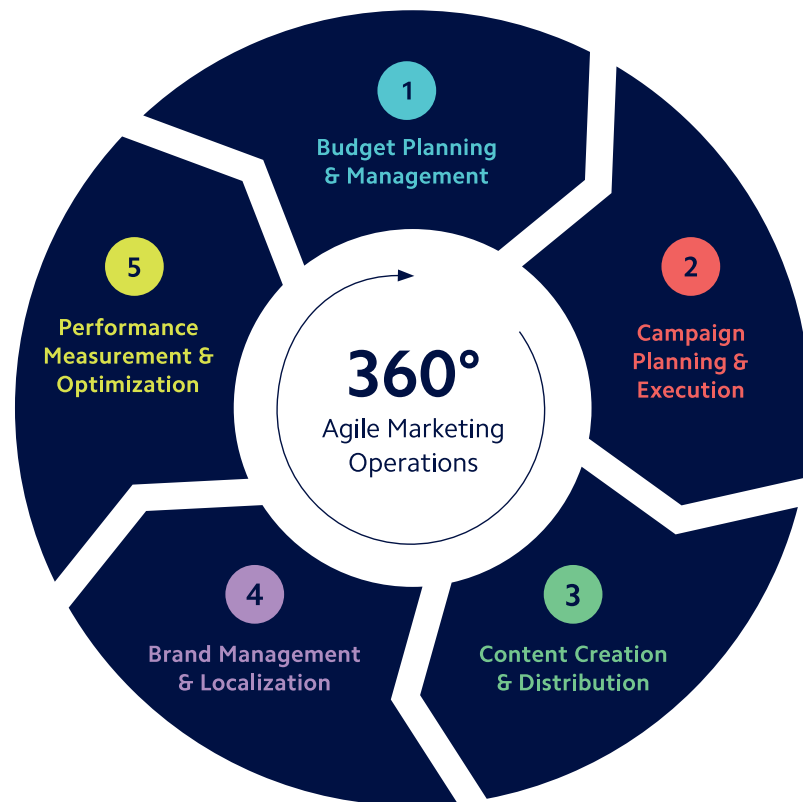 1
Budget Planning
& Management
2
Campaign
Planning &
Execution
3
Content Creation
& Distribution
4
Brand Management
& Localization
5
Performance
Measurement &
Optimization
360°
Agile Marketing
Operations